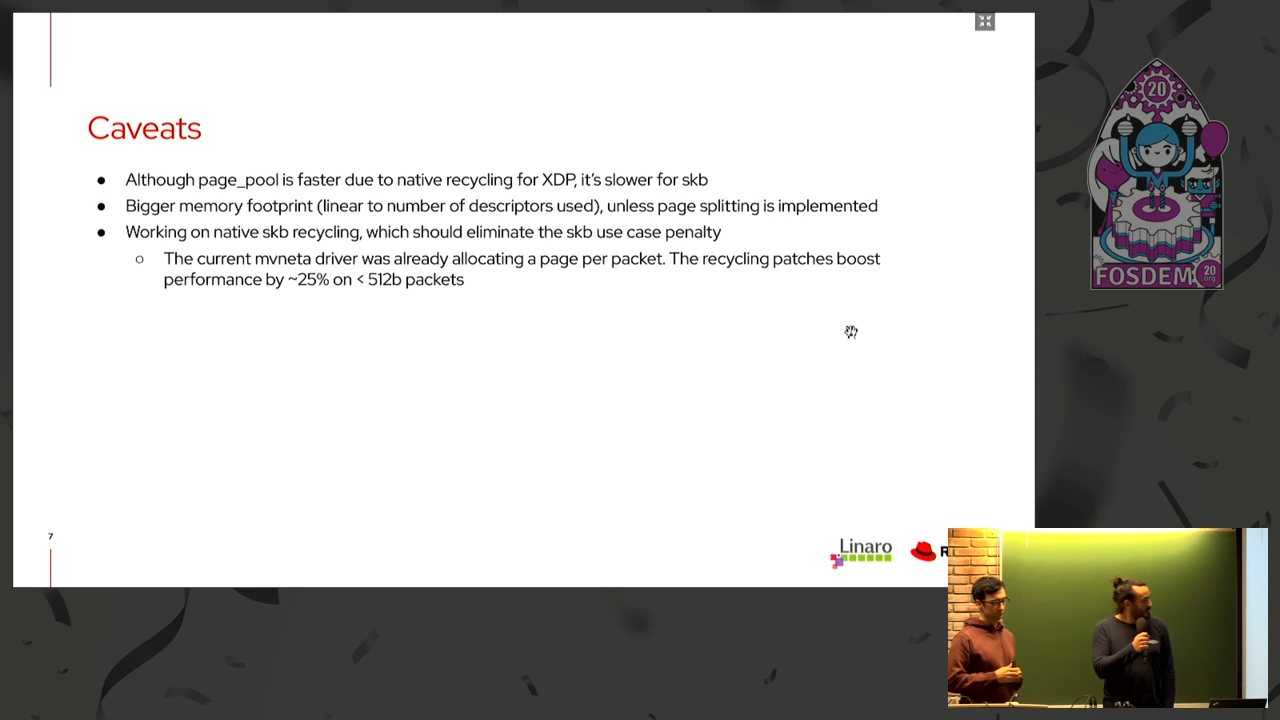 Caveats
● Although page_pool is faster due to native recycling for XDP, it's slower for skb
● Bigger memory footprint (linear to number of descriptors used), unless page splitting is implemented
● Working on native skb recycling, which should eliminate the skb use case penalty
○ The current mvneta driver was already allocating a page per packet. The recycling patches boost
performance by ~25% on < 512b packets
7
Linaro
R
20
FOSDEM
20
.org